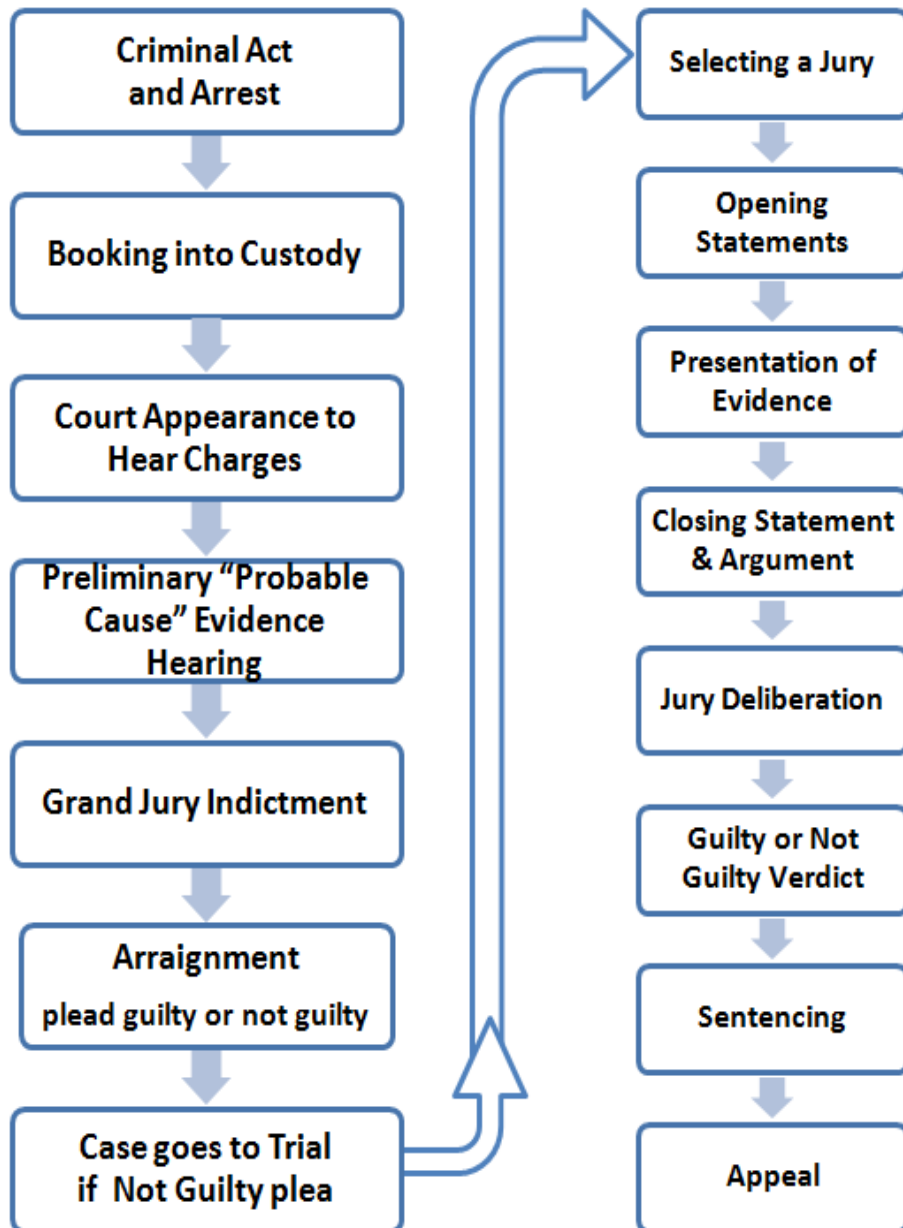 Criminal Act
and Arrest
Booking into Custody
Court Appearance to
Hear Charges
Preliminary “Probable
Cause” Evidence
Hearing
Grand Jury Indictment
Arraignment
plead guilty or not guilty
Case goes to Trial
if Not Guilty plea
Selecting a Jury
Opening
Statements
Presentation of
Evidence
Closing Statement
& Argument
Jury Deliberation
Guilty or Not
Guilty Verdict
Sentencing
Appeal